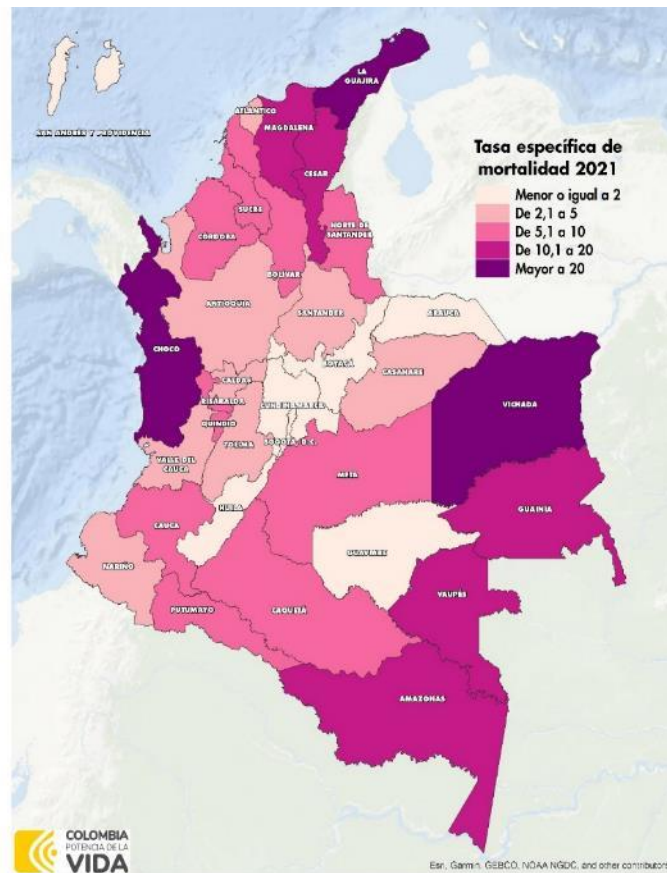 LA
GUAJIRA
ATLÁNTICO
MAGDALENA
SAN ANDRÉS Y PROVIDENCIA
CESAR
Tasa específica de
mortalidad 2021
Menor o igual a 2
De 2,1 a 5
De 5,1 a 10
De 10,1 a 20
Mayor a 20
SUCRE
NORTE DE
SANTANDER
CÓRDOBA
BOLÍVAR
ANTIOQUIA
SANTANDER
ARAUCA
CHOCO
BOYACÁ
CASANARE
CALDAS
RISARALDA
CUNDINAMARCA
VICHADA
QUINDIO
BOGOTÁ, D.C.
TOLIMA
VALLE DEL
CAUCA
META
GUAINÍA
HUILA
CAUCA
GUAVIARE
NARIÑO
VAUPÉS
PUTUMAYO
CAQUETÁ
AMAZONAS
COLOMBIA
POTENCIA DE LA
VIDA
Esri, Garmin, GEBCO, NOAA NGDC, and other contributors